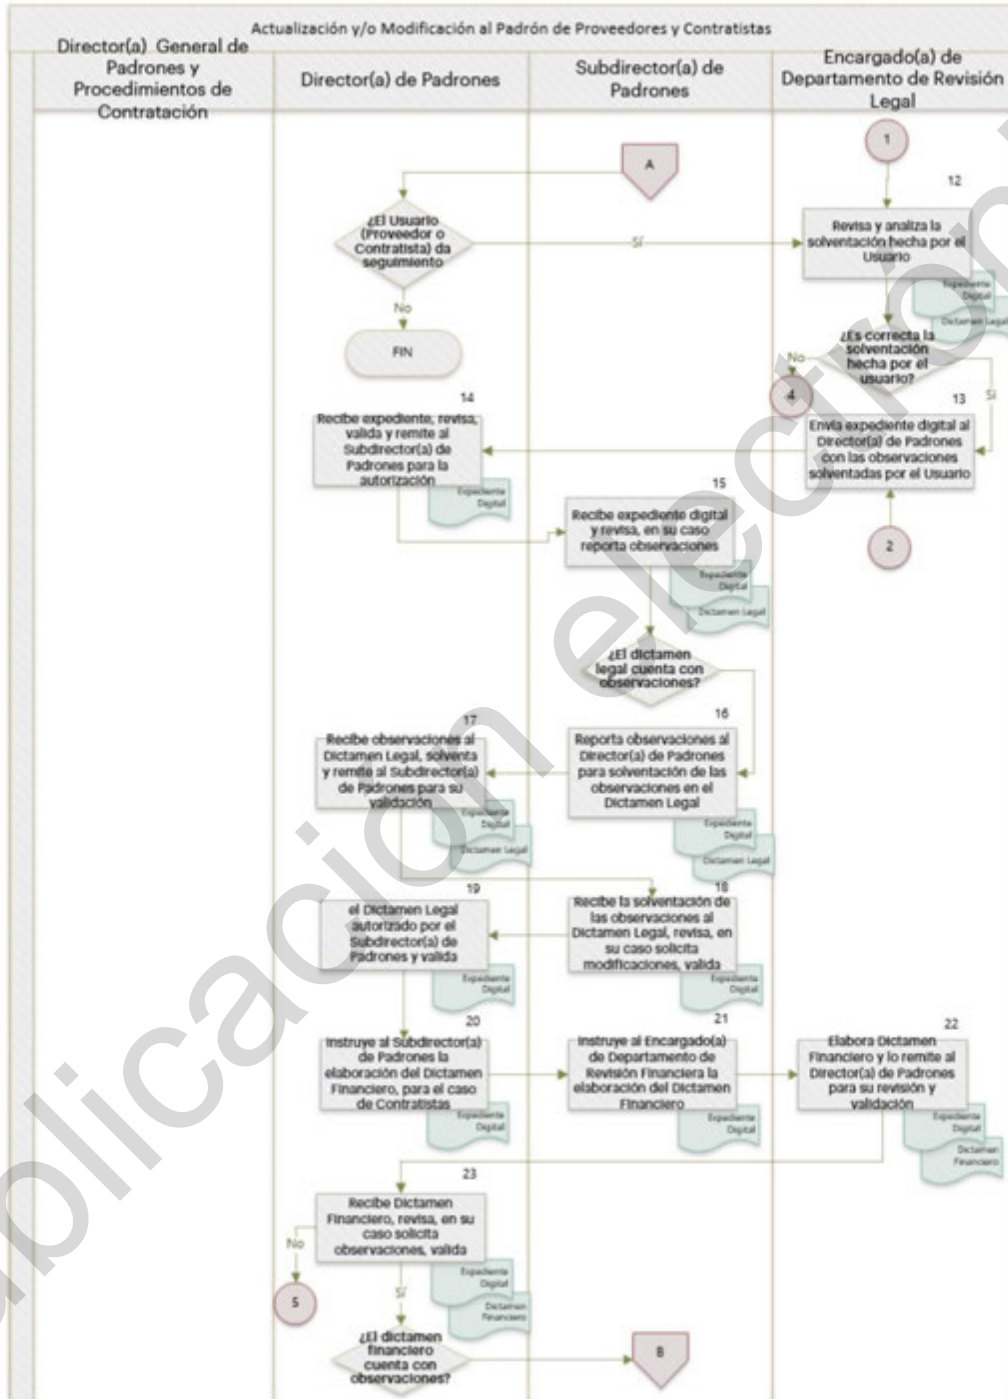 Actualización y/o Modificación al Padrón de Proveedores y Contratistas
Director(a) General de
Padrones y
Procedimientos de
Contratación
Director(a) de Padrones
Subdirector(a) de
Padrones
Encargado(a) de
Departamento de Revisión
Legal
A
1
12
¿El Usuario
(Proveedor o
Contratista) da
seguimiento
Sí
Revisa y analiza la
solventación hecha por el
Usuario
Expediente
Digital
Dictamen Legal
No
FIN
¿Es correcta la
solventación
hecha por el
usuario?
No
Sí
4
14
Recibe expediente, revisa,
valida y remite al
Subdirector(a) de
Padrones para la
autorización
Expediente
Digital
13
Envía expediente digital al
Director(a) de Padrones
con las observaciones
solventadas por el Usuario
2
15
Recibe expediente digital
y revisa, en su caso
reporta observaciones
Expediente
Digital
Dictamen Legal
¿El dictamen
legal cuenta con
observaciones?
16
Reporta observaciones al
Director(a) de Padrones
para solventación de las
observaciones en el
Dictamen Legal
Expediente
Digital
Dictamen Legal
17
Recibe observaciones al
Dictamen Legal, solventa
y remite al Subdirector(a)
de Padrones para su
validación
Expediente
Digital
Dictamen Legal
18
Recibe la solventación de
las observaciones al
Dictamen Legal, revisa, en
su caso solicita
modificaciones, valida
Expediente
Digital
19
el Dictamen Legal
autorizado por el
Subdirector(a) de
Padrones y valida
Expediente
Digital
20
Instruye al Subdirector(a)
de Padrones la
elaboración del Dictamen
Financiero, para el caso
de Contratistas
Expediente
Digital
21
Instruye al Encargado(a)
de Departamento de
Revisión Financiera la
elaboración del Dictamen
Financiero
Expediente
Digital
22
Elabora Dictamen
Financiero y lo remite al
Director(a) de Padrones
para su revisión y
validación
Expediente
Digital
Dictamen
Financiero
23
Recibe Dictamen
Financiero, revisa, en su
caso solicita
observaciones, valida
Expediente
Digital
Dictamen
Financiero
No
5
Sí
¿El dictamen
financiero
cuenta con
observaciones?
B
ublicación electrón